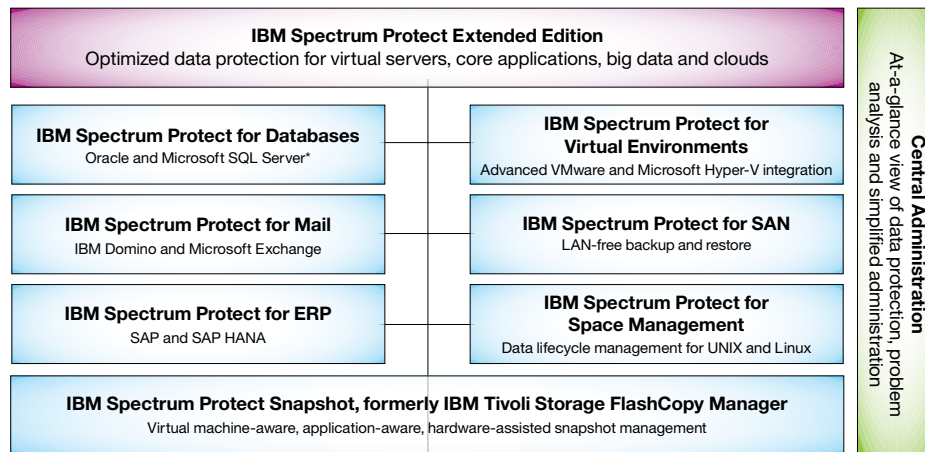 IBM Spectrum Protect Extended Edition
Optimized data protection for virtual servers, core applications, big data and clouds
IBM Spectrum Protect for Databases
Oracle and Microsoft SQL Server*
IBM Spectrum Protect for
Virtual Environments
Advanced VMware and Microsoft Hyper-V integration
IBM Spectrum Protect for Mail
IBM Domino and Microsoft Exchange
IBM Spectrum Protect for SAN
LAN-free backup and restore
IBM Spectrum Protect for ERP
SAP and SAP HANA
IBM Spectrum Protect for
Space Management
Data lifecycle management for UNIX and Linux
IBM Spectrum Protect Snapshot, formerly IBM Tivoli Storage FlashCopy Manager
Virtual machine-aware, application-aware, hardware-assisted snapshot management
Central Administration
At-a-glance view of data protection, problem
analysis and simplified administration